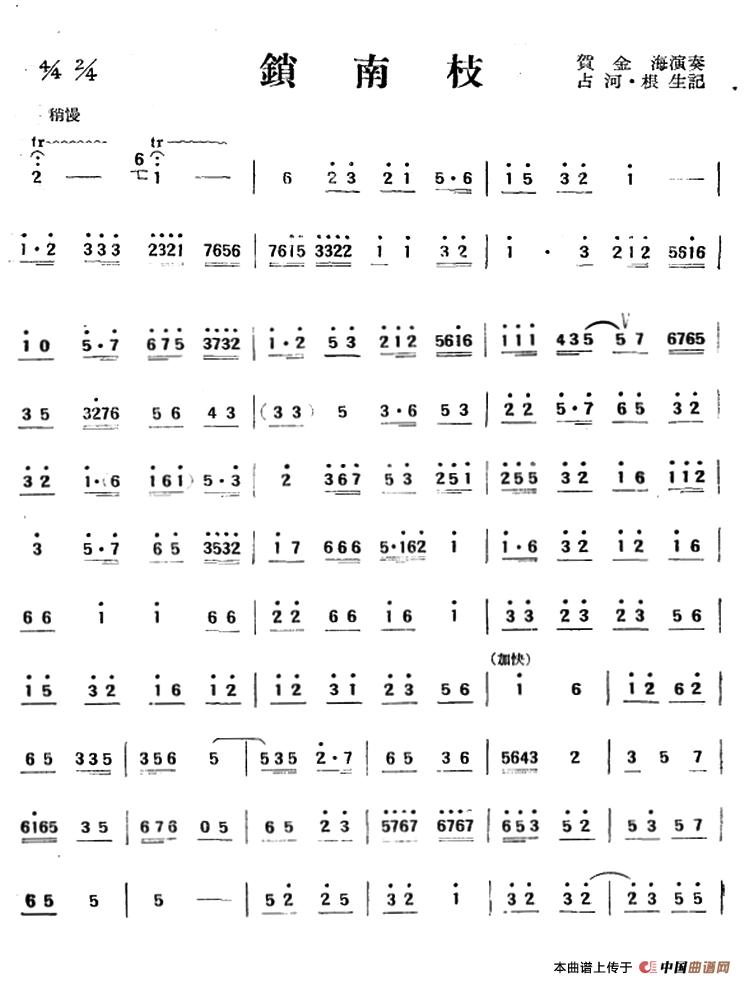 4/4 2/4 鎖南枝 賀金海演奏
占河·根生記
稍慢
tr tr
2 — 6 1 — | 6 2 3 2 1 5·6 | 1 5 3 2 1 — |
1·2 3 3 3 2321 7656 | 7615 3322 1 1 3 2 | 1 · 3 2 1 2 5616 |
1 0 5·7 6 7 5 3732 | 1·2 5 3 2 1 2 5616 | 1 1 1 4 3 5 5 7 6765
3 5 3276 5 6 4 3 | (3 3) 5 3·6 5 3 | 2 2 5·7 6 5 3 2 |
3 2 1·(6 1 6 1) 5·3 | 2 3 6 7 5 3 2 5 1 | 2 5 5 3 2 1 6 1 1 2 |
3 5·7 6 5 3532 | 1 7 6 6 6 5·162 1 | 1·6 3 2 1 2 1 6 |
6 6 1 1 6 6 | 2 2 6 6 1 6 1 | 3 3 2 3 2 3 5 6 |
(加快)
1 5 3 2 1 6 1 2 | 1 2 3 1 2 3 5 6 | 1 6 | 1 2 6 2 |
6 5 3 3 5 | 3 5 6 5 | 5 3 5 2·7 | 6 5 3 6 | 5643 2 | 3 5 7 |
6165 3 5 | 6 7 6 0 5 | 6 5 2 3 | 5767 6767 | 6 5 3 5 2 | 5 3 5 7 |
6 5 5 | 5 — | 5 2 2 5 | 3 2 1 | 3 2 3 2 | 2 3 5 5 |
本曲谱上传于 中国曲谱网